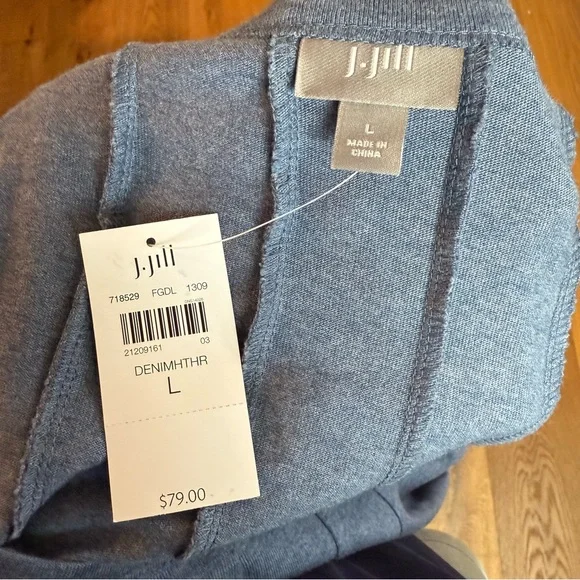 J.Jill
L
MADE IN
CHINA
J.Jill
718529 FGDL 1309
21209161 03
DENIMHTHR
L
$79.00